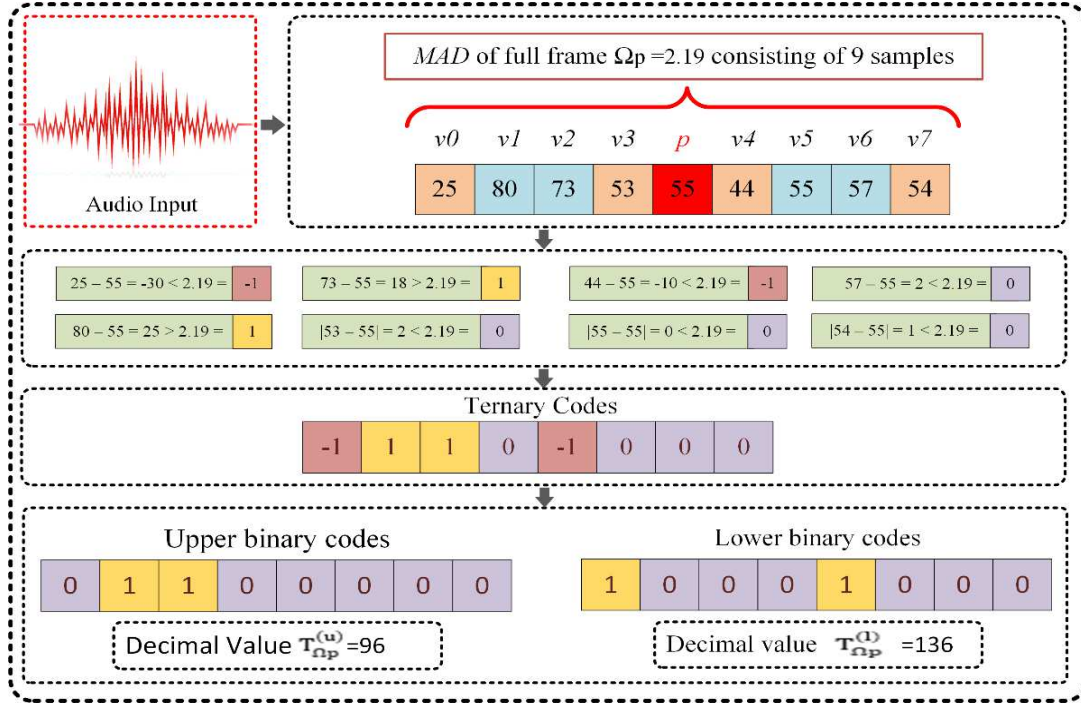 Audio Input
MAD of full frame Ωp =2.19 consisting of 9 samples
v0 v1 v2 v3 p v4 v5 v6 v7
25 80 73 53 55 44 55 57 54
25 – 55 = -30 < 2.19 = -1
73 – 55 = 18 > 2.19 = 1
44 – 55 = -10 < 2.19 = -1
57 – 55 = 2 < 2.19 = 0
80 – 55 = 25 > 2.19 = 1
|53 – 55| = 2 < 2.19 = 0
|55 – 55| = 0 < 2.19 = 0
|54 – 55| = 1 < 2.19 = 0
Ternary Codes
-1 1 1 0 -1 0 0 0
Upper binary codes
0 1 1 0 0 0 0 0
Decimal Value T_Ωp^(u) =96
Lower binary codes
1 0 0 0 1 0 0 0
Decimal value T_Ωp^(l) =136